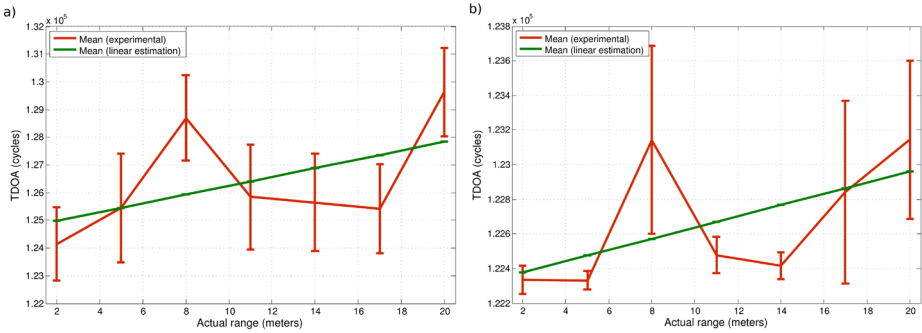 a)
x 10⁵
1.32
1.31
1.3
1.29
1.28
1.27
1.26
1.25
1.24
1.23
1.22
TDOA (cycles)
Mean (experimental)
Mean (linear estimation)
2 4 6 8 10 12 14 16 18 20
Actual range (meters)
b)
x 10⁵
1.238
1.236
1.234
1.232
1.23
1.228
1.226
1.224
1.222
TDOA (cycles)
Mean (experimental)
Mean (linear estimation)
2 4 6 8 10 12 14 16 18 20
Actual range (meters)